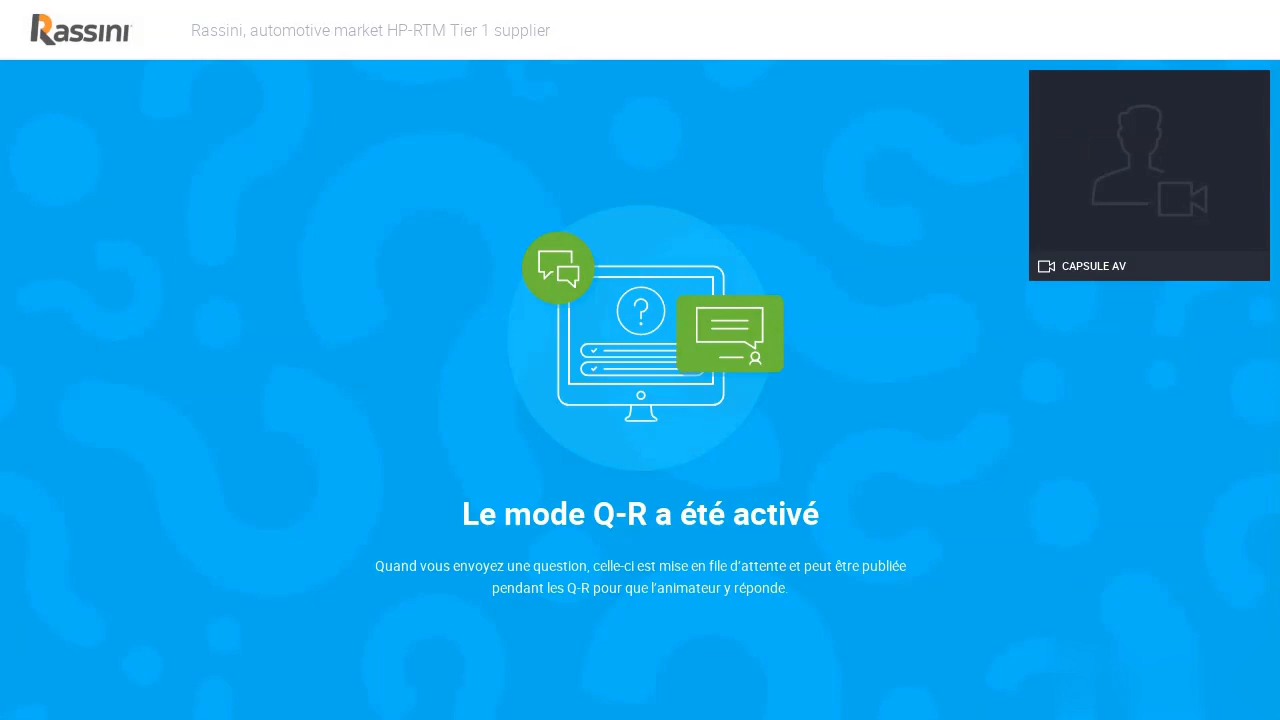 Rassini
Rassini, automotive market HP-RTM Tier 1 supplier
CAPSULE AV
Le mode Q-R a été activé
Quand vous envoyez une question, celle-ci est mise en file d’attente et peut être publiée
pendant les Q-R pour que l’animateur y réponde.